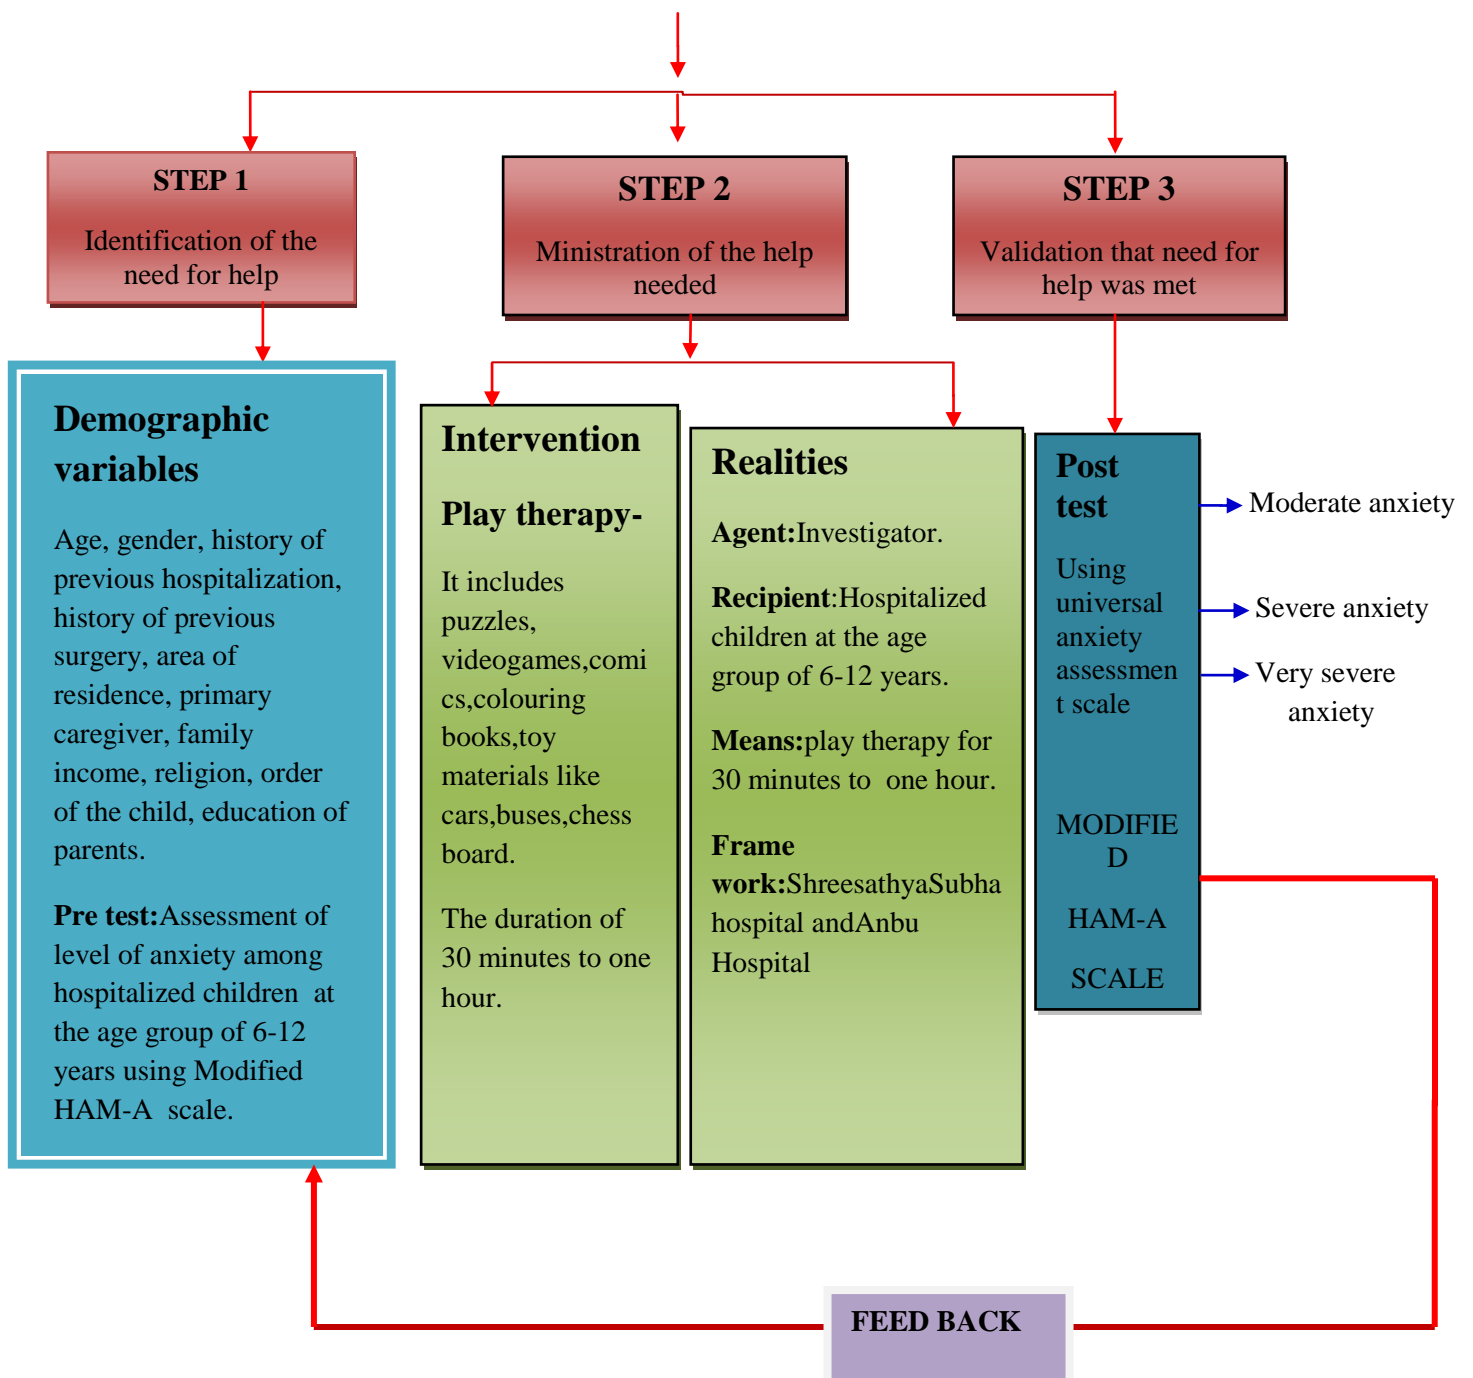 STEP 1
Identification of the
need for help
STEP 2
Ministration of the help
needed
STEP 3
Validation that need for
help was met
Demographic
variables
Age, gender, history of
previous hospitalization,
history of previous
surgery, area of
residence, primary
caregiver, family
income, religion, order
of the child, education of
parents.
Pre test:Assessment of
level of anxiety among
hospitalized children at
the age group of 6-12
years using Modified
HAM-A scale.
Intervention
Play therapy-
It includes
puzzles,
videogames,comi
cs,colouring
books,toy
materials like
cars,buses,chess
board.
The duration of
30 minutes to one
hour.
Realities
Agent:Investigator.
Recipient:Hospitalized
children at the age
group of 6-12 years.
Means:play therapy for
30 minutes to one hour.
Frame
work:ShreesathyaSubha
hospital andAnbu
Hospital
Post
test
Using
universal
anxiety
assessmen
t scale
MODIFIE
D
HAM-A
SCALE
Moderate anxiety
Severe anxiety
Very severe
anxiety
FEED BACK